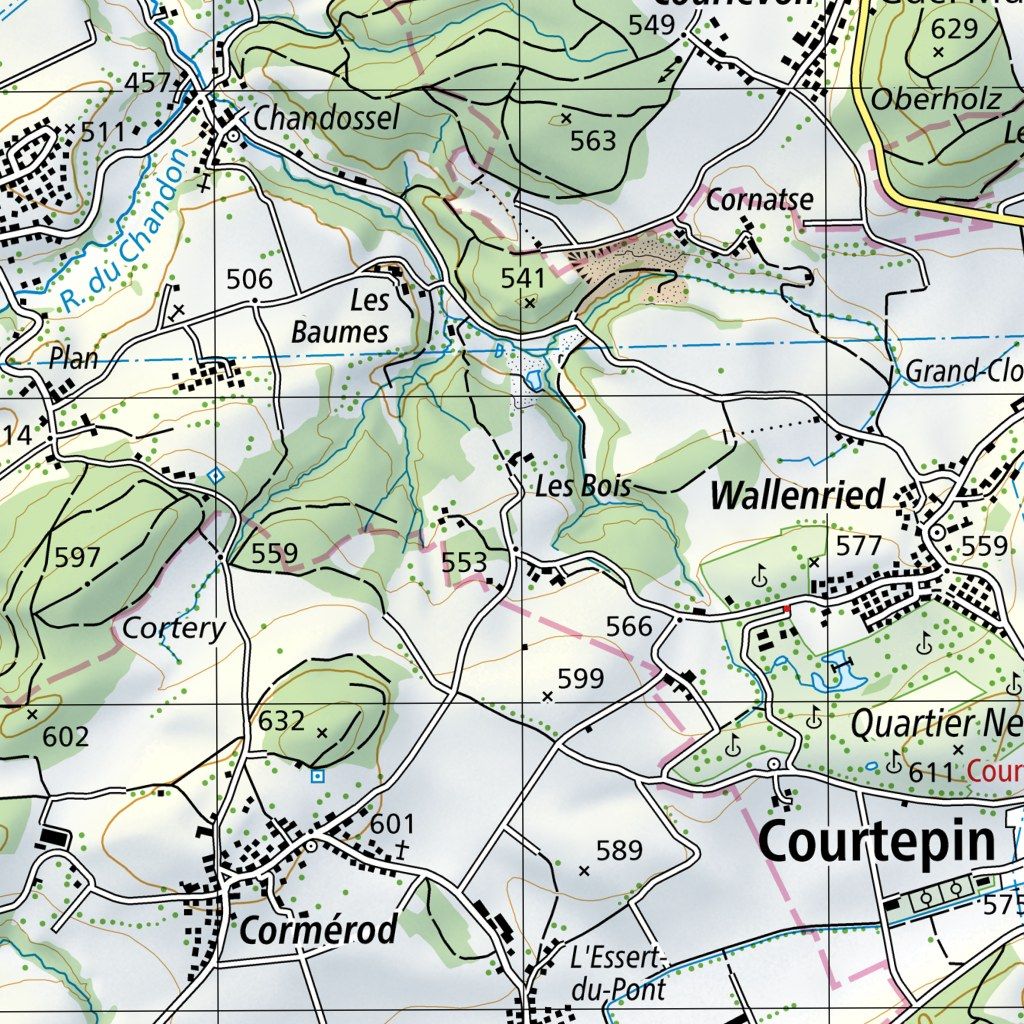 549
629
457
Oberholz
511
Chandossel
563
R. du Chandon
Cornatse
506
541
Les
Baumes
Plan
Grand-Clo
14
Les Bois
Wallenried
577
559
597
559
553
Cortery
566
599
632
602
Quartier Ne
611
Cour
601
Courtepin
589
575
Cormérod
L'Essert-
du-Pont